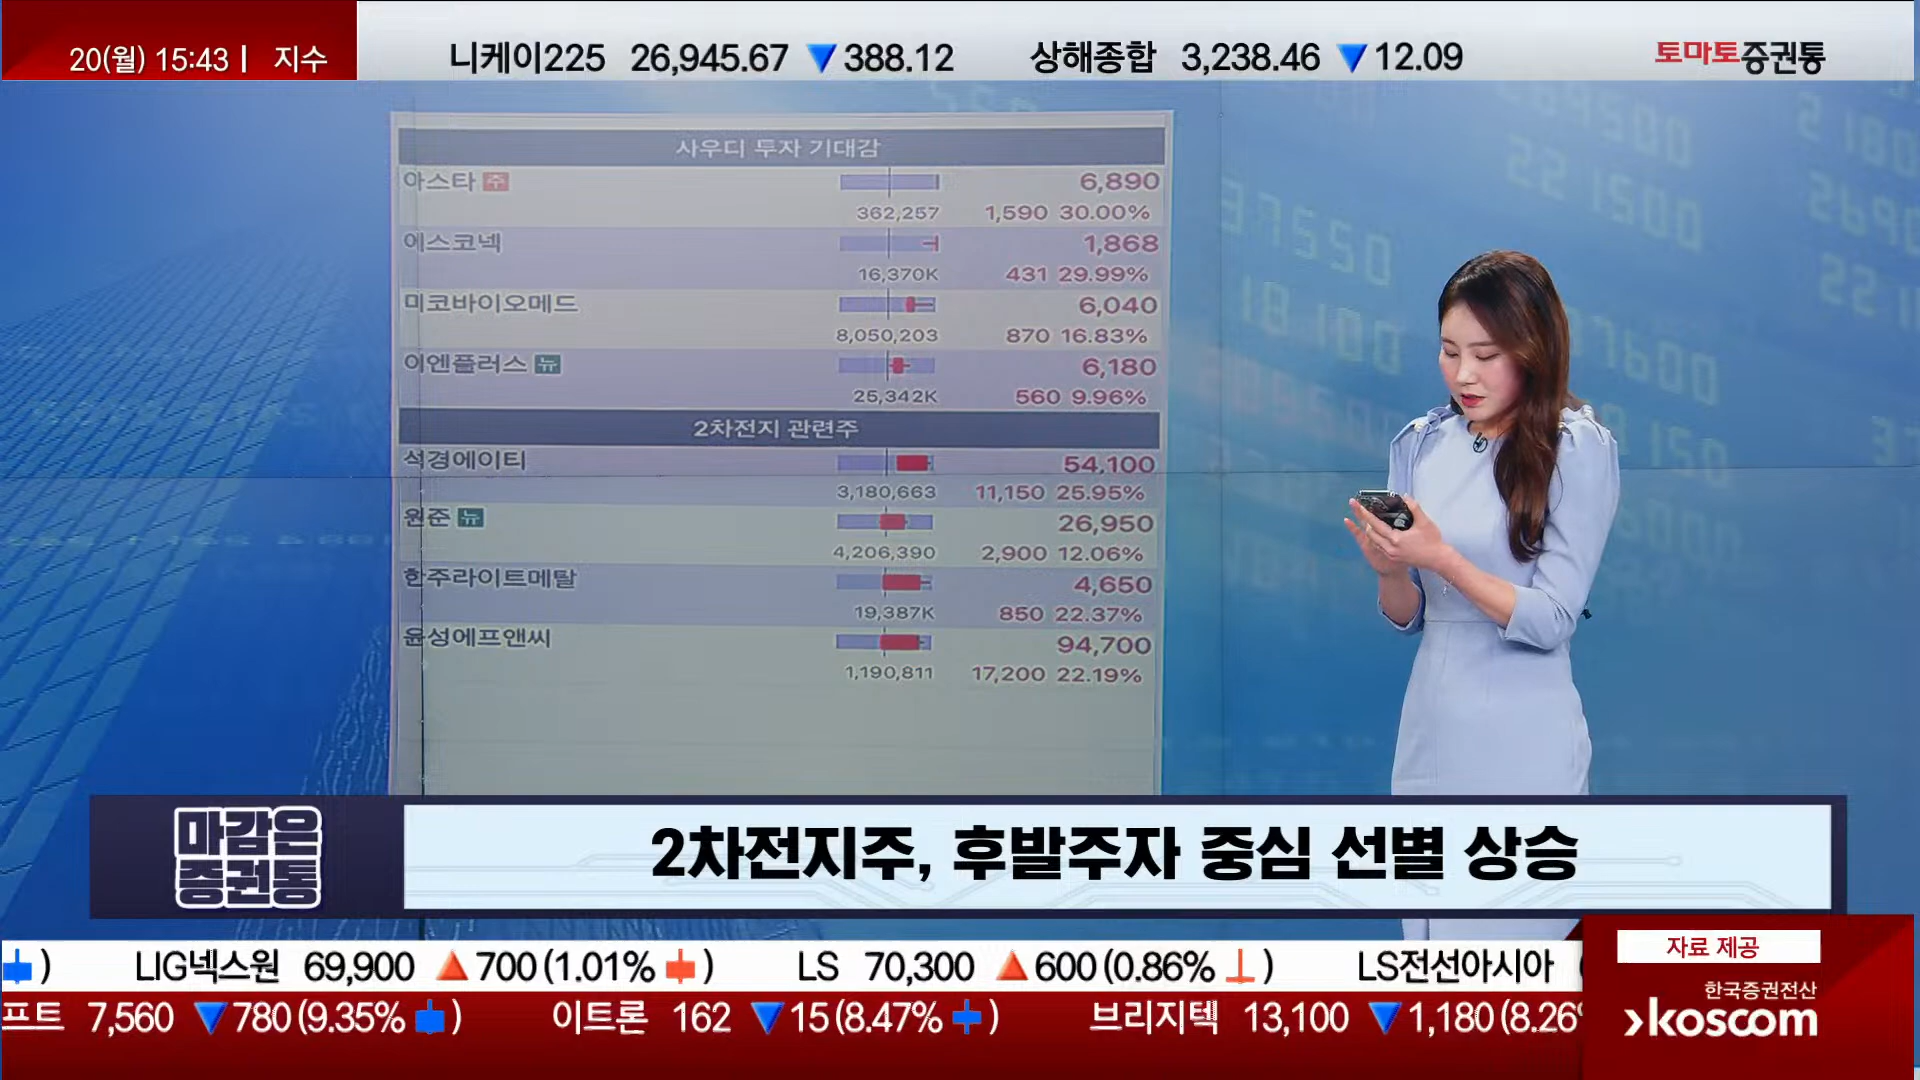 20(월) 15:43 | 지수
니케이225 26,945.67 ▼388.12 상해종합 3,238.46 ▼12.09
토마토증권통
사우디 투자 기대감
아스타 주 6,890
362,257 1,590 30.00%
에스코넥 1,868
16,370K 431 29.99%
미코바이오메드 6,040
8,050,203 870 16.83%
이엔플러스 뉴 6,180
25,342K 560 9.96%
2차전지 관련주
석경에이티 54,100
3,180,663 11,150 25.95%
원준 뉴 26,950
4,206,390 2,900 12.06%
한주라이트메탈 4,650
19,387K 850 22.37%
윤성에프앤씨 94,700
1,190,811 17,200 22.19%
마감은
증권통
2차전지주, 후발주자 중심 선별 상승
) LIG넥스원 69,900 ▲700(1.01% ) LS 70,300 ▲600(0.86% ) LS전선아시아 (
프트 7,560 ▼780(9.35% ) 이트론 162 ▼15(8.47% ) 브리지텍 13,100 ▼1,180(8.26%
자료 제공
한국증권전산
koscom